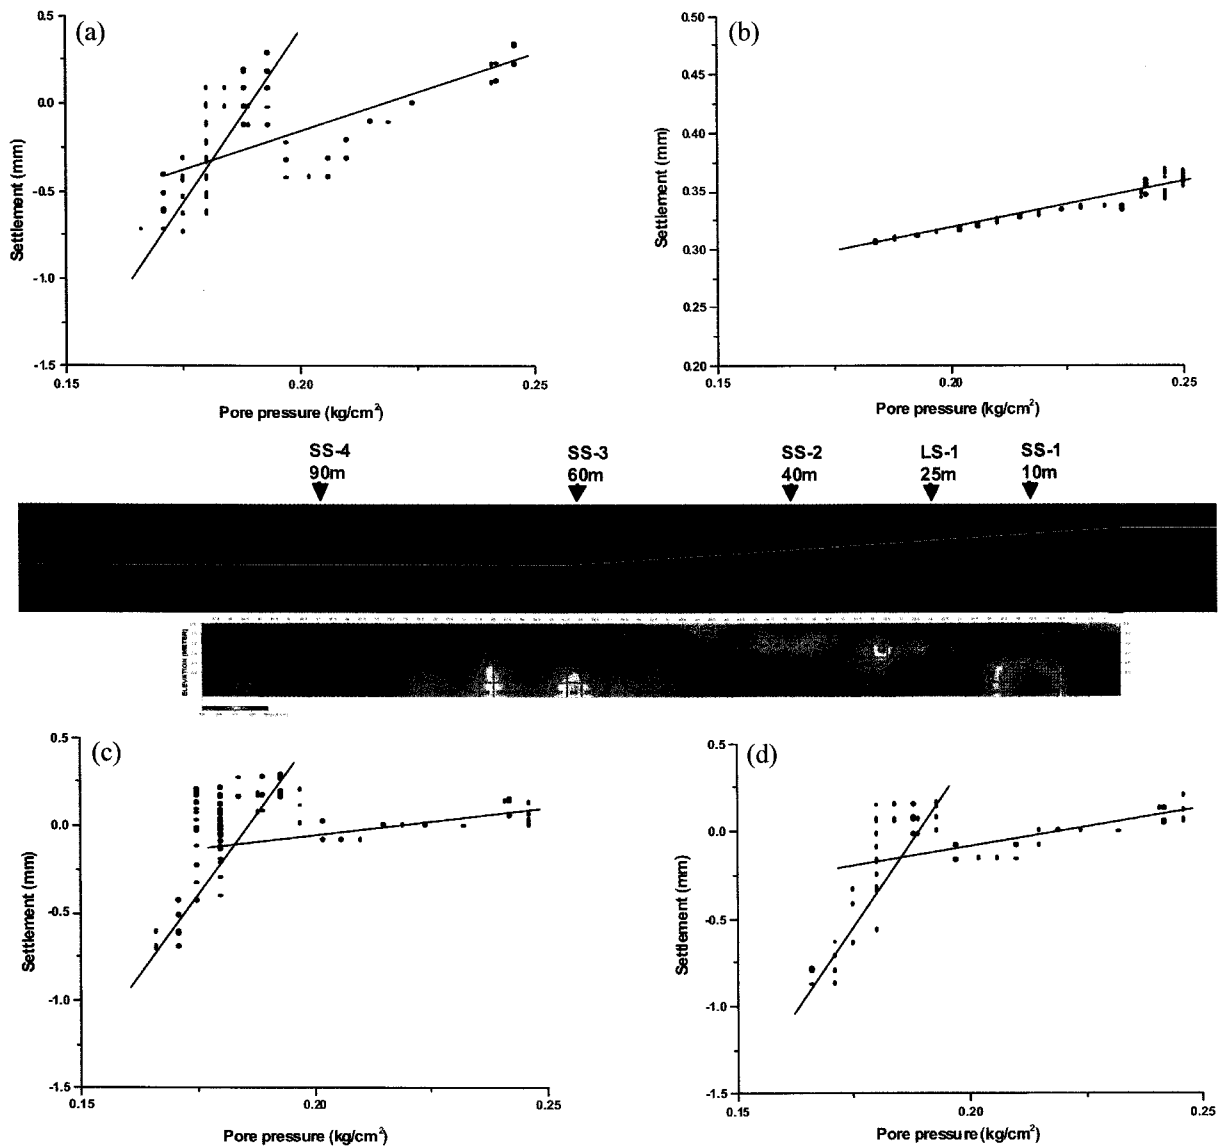 (a)
0.5
0.0
-0.5
-1.0
-1.5
Settlement (mm)
0.15
0.20
0.25
Pore pressure (kg/cm²)
(b)
0.50
0.45
0.40
0.35
0.30
0.25
0.20
Settlement (mm)
0.15
0.20
0.25
Pore pressure (kg/cm²)
SS-4
90m
SS-3
60m
SS-2
40m
LS-1
25m
SS-1
10m
ELEVATION (METER)
(c)
0.5
0.0
-0.5
-1.0
-1.5
Settlement (mm)
0.15
0.20
0.25
Pore pressure (kg/cm²)
(d)
0.5
0.0
-0.5
-1.0
-1.5
Settlement (mm)
0.15
0.20
0.25
Pore pressure (kg/cm²)